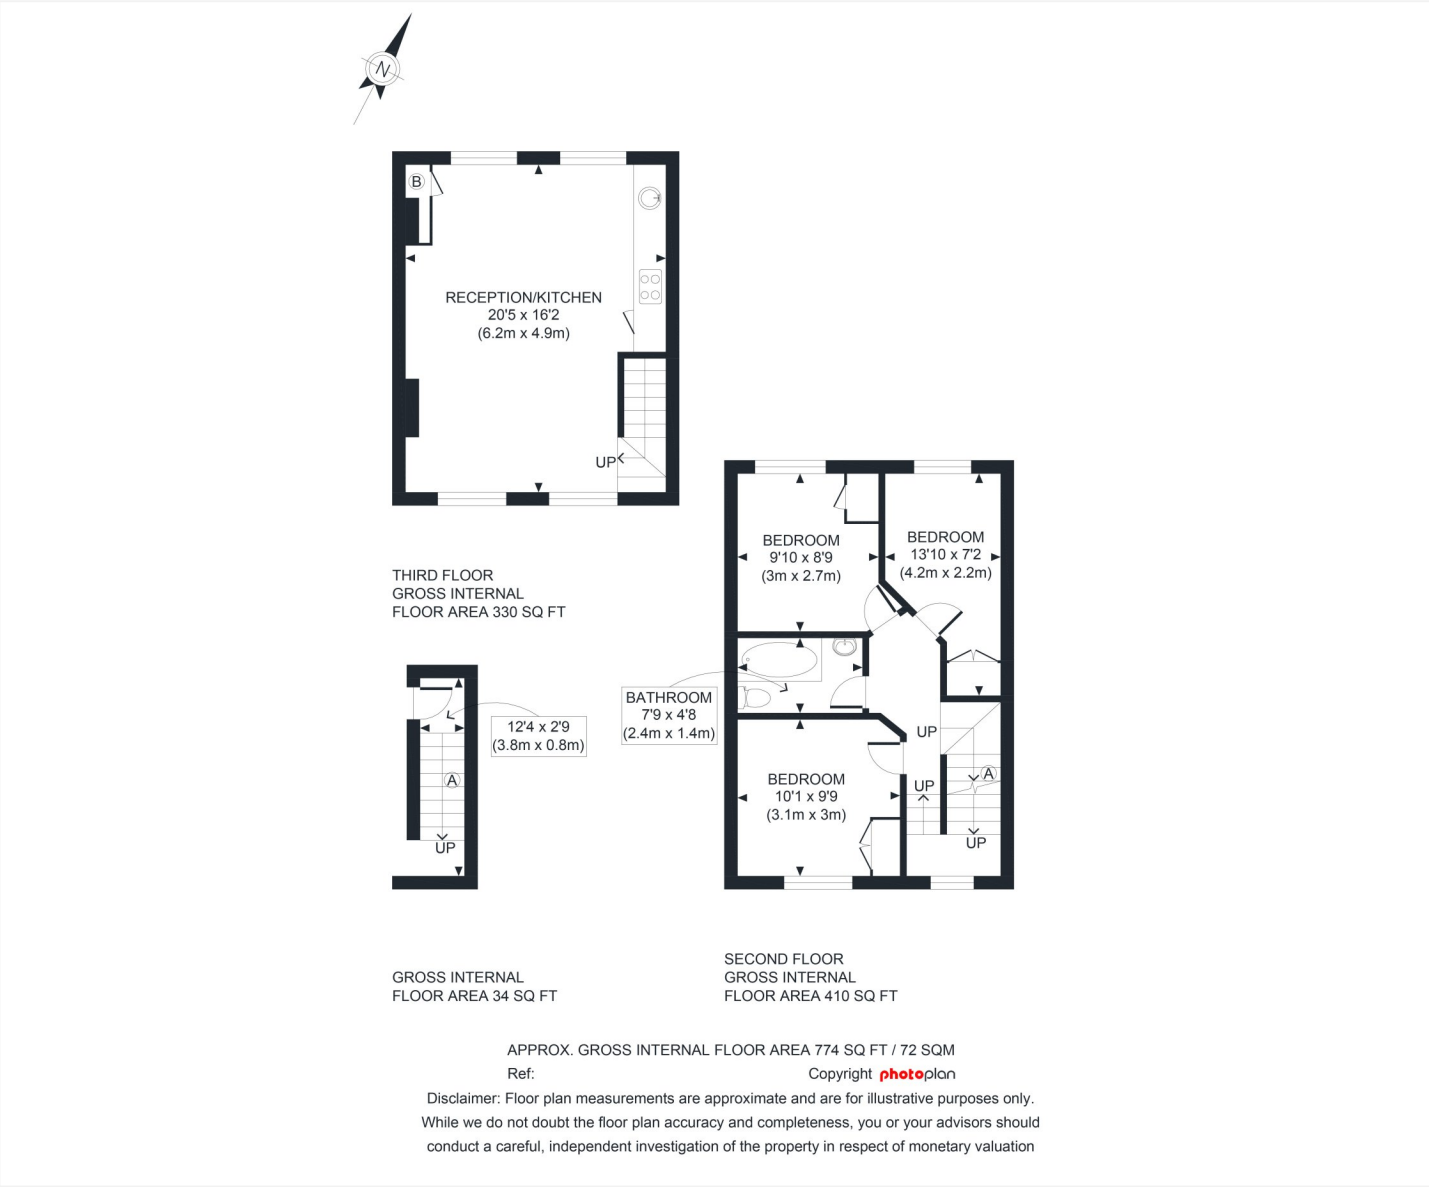 N
B
RECEPTION/KITCHEN
20'5 x 16'2
(6.2m x 4.9m)
UP
THIRD FLOOR
GROSS INTERNAL
FLOOR AREA 330 SQ FT
BEDROOM
9'10 x 8'9
(3m x 2.7m)
BEDROOM
13'10 x 7'2
(4.2m x 2.2m)
BATHROOM
7'9 x 4'8
(2.4m x 1.4m)
12'4 x 2'9
(3.8m x 0.8m)
A
UP
UP
A
UP
UP
BEDROOM
10'1 x 9'9
(3.1m x 3m)
GROSS INTERNAL
FLOOR AREA 34 SQ FT
SECOND FLOOR
GROSS INTERNAL
FLOOR AREA 410 SQ FT
APPROX. GROSS INTERNAL FLOOR AREA 774 SQ FT / 72 SQM
Ref:
Copyright photoplan
Disclaimer: Floor plan measurements are approximate and are for illustrative purposes only.
While we do not doubt the floor plan accuracy and completeness, you or your advisors should
conduct a careful, independent investigation of the property in respect of monetary valuation